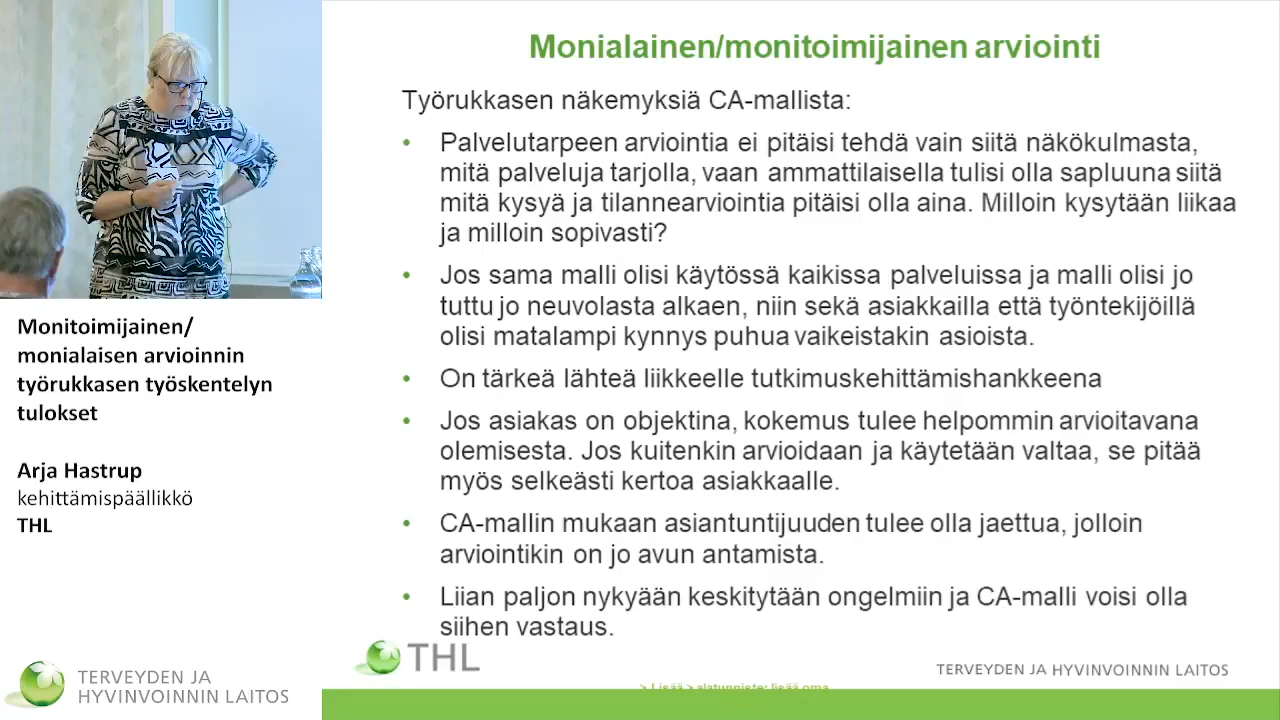 Monialainen/monitoimijainen arviointi
Työrukkasen näkemyksiä CA-mallista:
• Palvelutarpeen arviointia ei pitäisi tehdä vain siitä näkökulmasta,
mitä palveluja tarjolla, vaan ammattilaisella tulisi olla sapluuna siitä
mitä kysyä ja tilannearviointia pitäisi olla aina. Milloin kysytään liikaa
ja milloin sopivasti?
• Jos sama malli olisi käytössä kaikissa palveluissa ja malli olisi jo
tuttu jo neuvolasta alkaen, niin sekä asiakkailla että työntekijöillä
olisi matalampi kynnys puhua vaikeistakin asioista.
• On tärkeä lähteä liikkeelle tutkimuskehittämishankkeena
• Jos asiakas on objektina, kokemus tulee helpommin arvioitavana
olemisesta. Jos kuitenkin arvioidaan ja käytetään valtaa, se pitää
myös selkeästi kertoa asiakkaalle.
• CA-mallin mukaan asiantuntijuuden tulee olla jaettua, jolloin
arviointikin on jo avun antamista.
• Liian paljon nykyään keskitytään ongelmiin ja CA-malli voisi olla
siihen vastaus.
THL
TERVEYDEN JA HYVINVOINNIN LAITOS
> Lisää > alatunniste: lisää oma
Monitoimijainen/
monialaisen arvioinnin
työrukkasen työskentelyn
tulokset
Arja Hastrup
kehittämispäällikkö
THL
TERVEYDEN JA
HYVINVOINNIN LAITOS